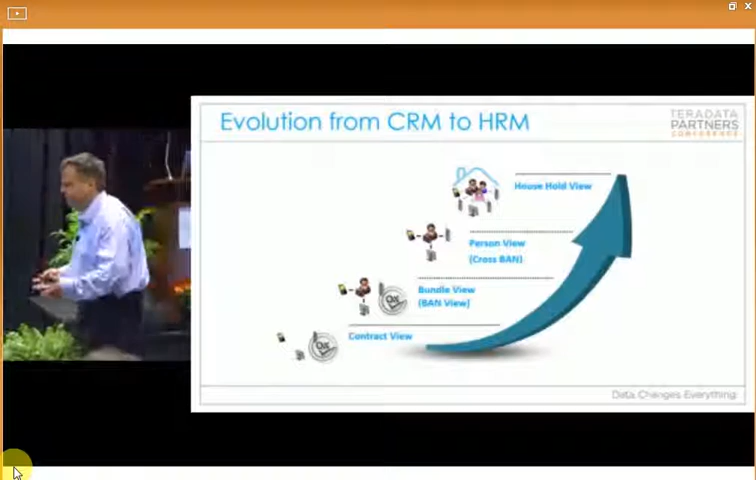 Evolution from CRM to HRM
TERADATA
PARTNERS
CONFERENCE
House Hold View
Person View
(Cross BAN)
Bundle View
(BAN View)
Contract View
Data Changes Everything